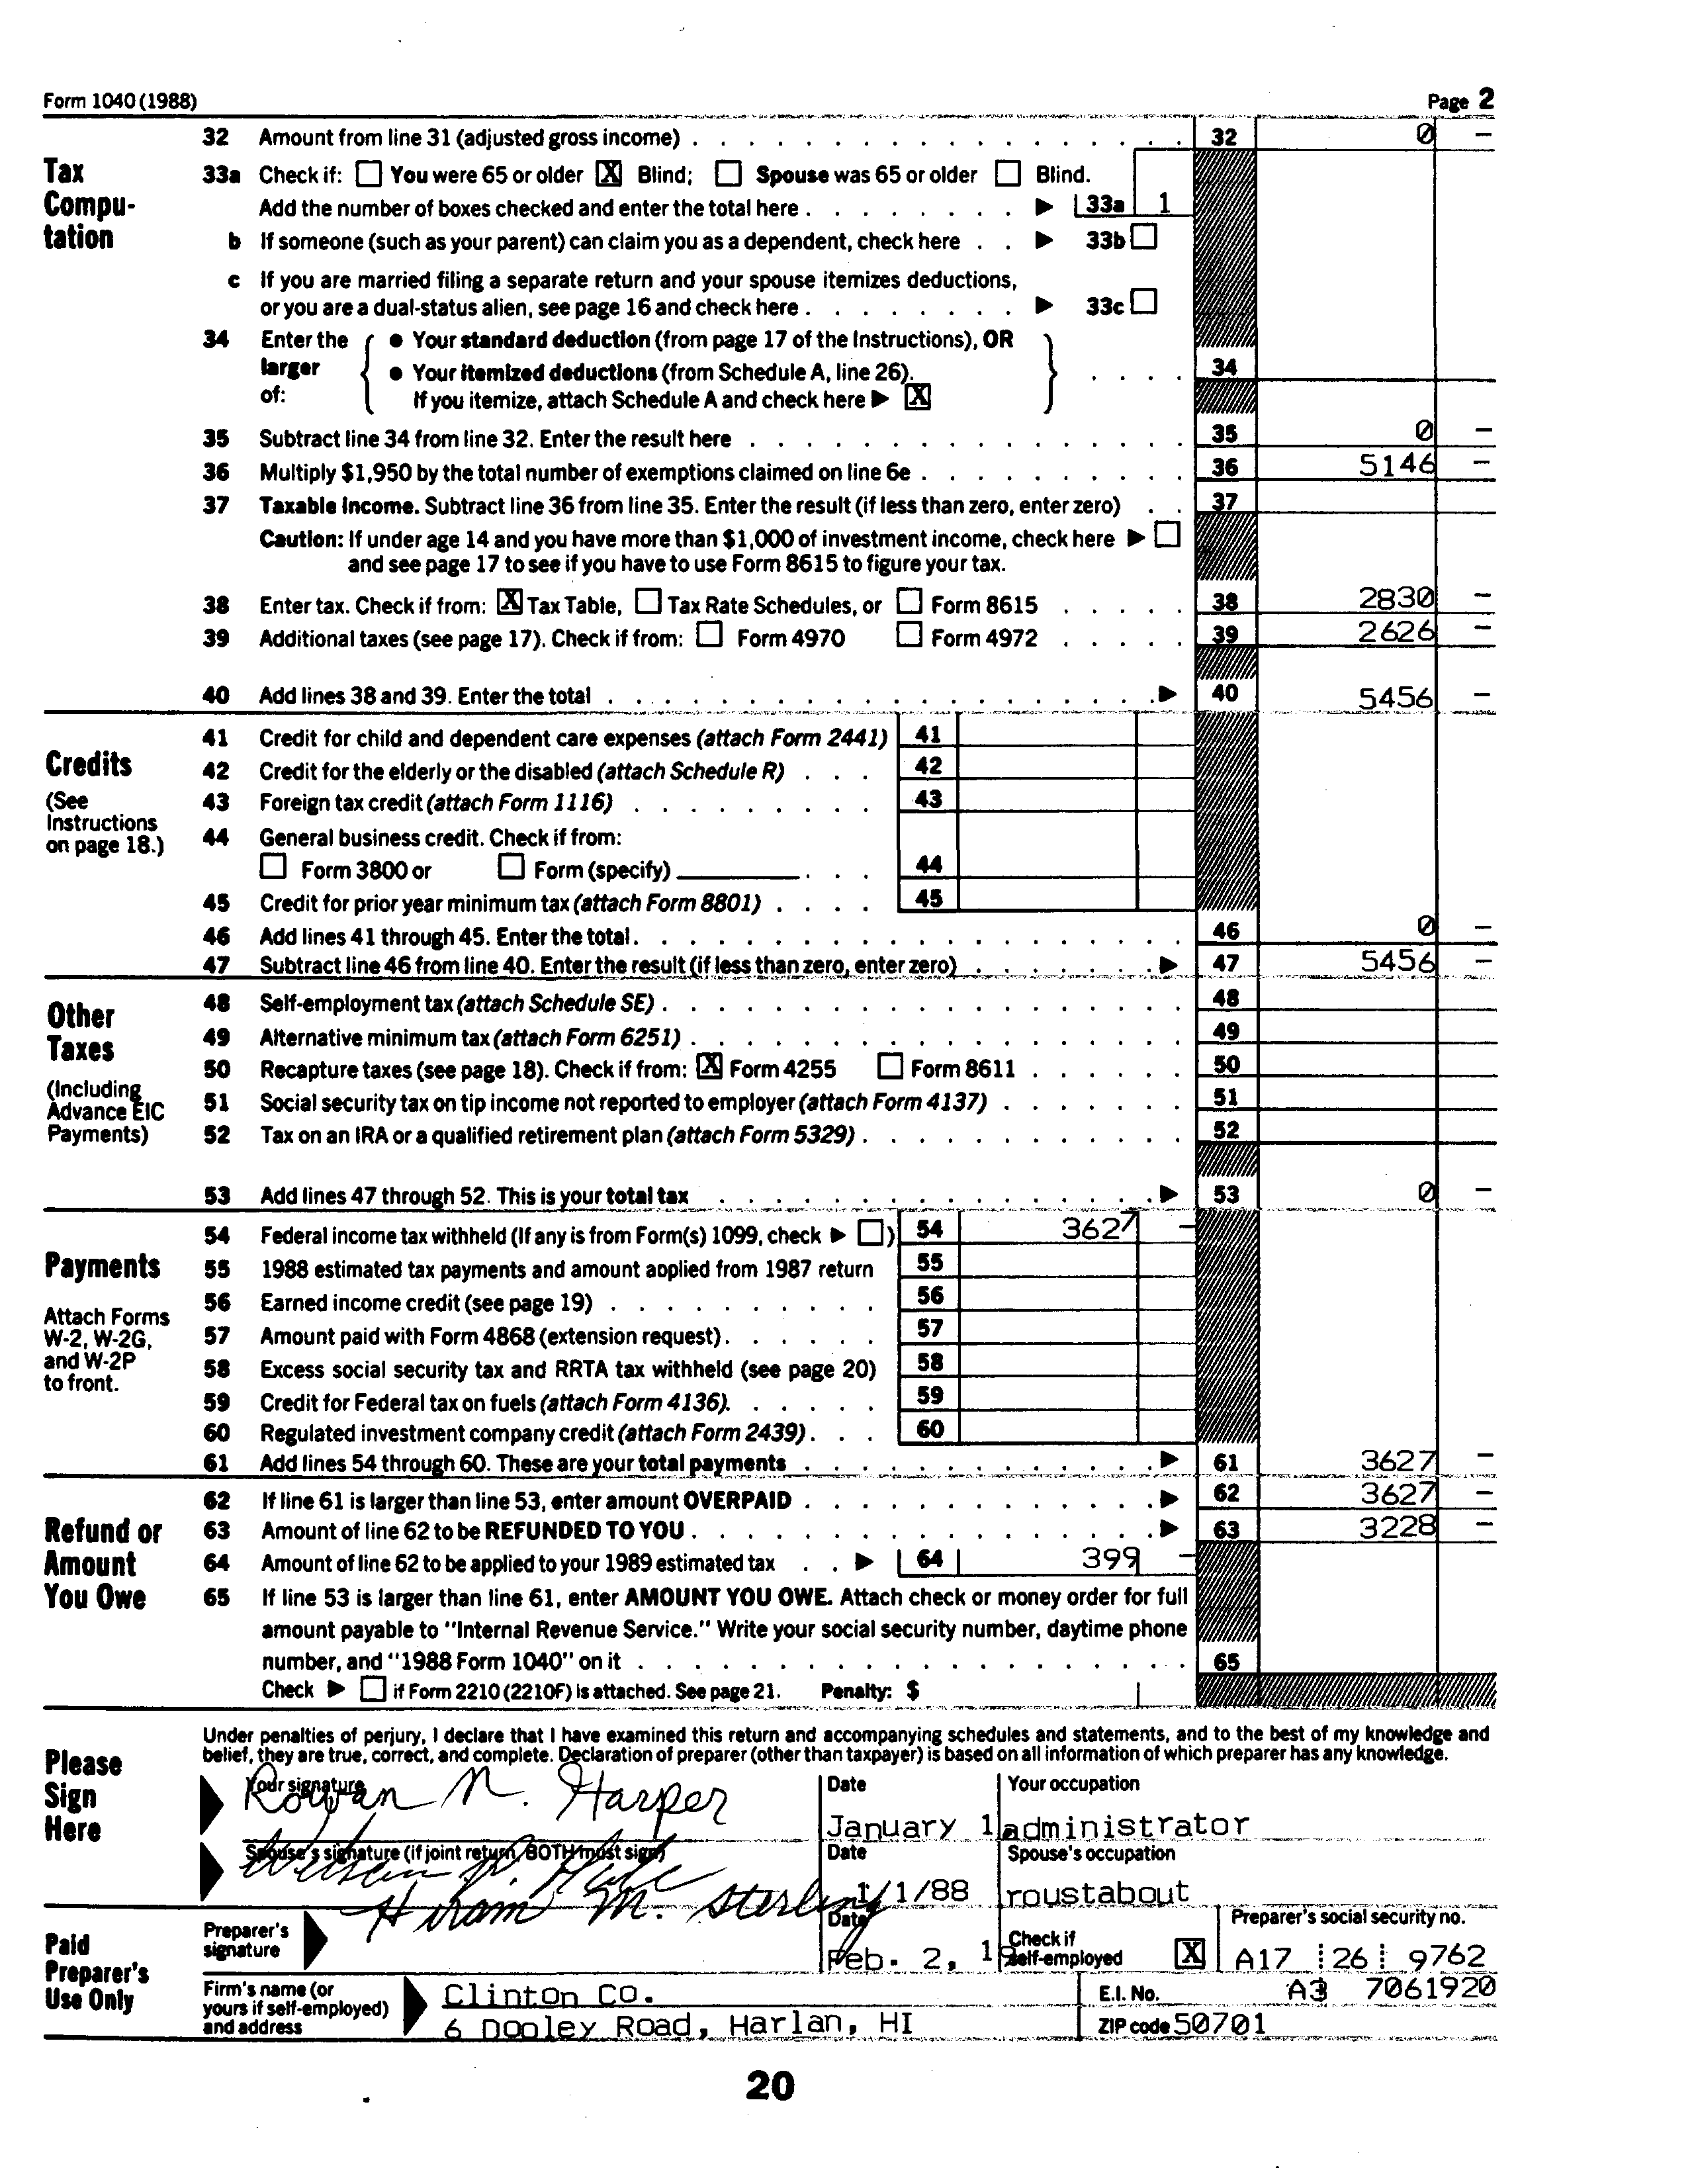 Form 1040 (1988) Page 2
32 Amount from line 31 (adjusted gross income) . . . 32 0 –
Tax Compu- tation
33a Check if: You were 65 or older X Blind; Spouse was 65 or older Blind.
Add the number of boxes checked and enter the total here . . . 33a 1
b If someone (such as your parent) can claim you as a dependent, check here . . 33b
c If you are married filing a separate return and your spouse itemizes deductions,
or you are a dual-status alien, see page 16 and check here . . . 33c
34 Enter the larger of:
● Your standard deduction (from page 17 of the Instructions), OR
● Your itemized deductions (from Schedule A, line 26). . . . 34
If you itemize, attach Schedule A and check here X
35 Subtract line 34 from line 32. Enter the result here . . . 35 0 –
36 Multiply $1,950 by the total number of exemptions claimed on line 6e . . . 36 5146 –
37 Taxable income. Subtract line 36 from line 35. Enter the result (if less than zero, enter zero) . . 37
Caution: If under age 14 and you have more than $1,000 of investment income, check here
and see page 17 to see if you have to use Form 8615 to figure your tax.
38 Enter tax. Check if from: X Tax Table, Tax Rate Schedules, or Form 8615 . . . 38 2830 –
39 Additional taxes (see page 17). Check if from: Form 4970 Form 4972 . . . 39 2626 –
40 Add lines 38 and 39. Enter the total . . . 40 5456 –
Credits
(See Instructions on page 18.)
41 Credit for child and dependent care expenses (attach Form 2441) 41
42 Credit for the elderly or the disabled (attach Schedule R) . . . 42
43 Foreign tax credit (attach Form 1116) . . . 43
44 General business credit. Check if from:
Form 3800 or Form (specify) . . . 44
45 Credit for prior year minimum tax (attach Form 8801) . . . 45
46 Add lines 41 through 45. Enter the total . . . 46 0 –
47 Subtract line 46 from line 40. Enter the result (if less than zero, enter zero) . . . 47 5456 –
Other Taxes
(Including Advance EIC Payments)
48 Self-employment tax (attach Schedule SE) . . . 48
49 Alternative minimum tax (attach Form 6251) . . . 49
50 Recapture taxes (see page 18). Check if from: X Form 4255 Form 8611 . . . 50
51 Social security tax on tip income not reported to employer (attach Form 4137) . . . 51
52 Tax on an IRA or a qualified retirement plan (attach Form 5329) . . . 52
53 Add lines 47 through 52. This is your total tax . . . 53 0 –
Payments
Attach Forms W-2, W-2G, and W-2P to front.
54 Federal income tax withheld (If any is from Form(s) 1099, check ) 54 3627 –
55 1988 estimated tax payments and amount applied from 1987 return 55
56 Earned income credit (see page 19) . . . 56
57 Amount paid with Form 4868 (extension request) . . . 57
58 Excess social security tax and RRTA tax withheld (see page 20) 58
59 Credit for Federal tax on fuels (attach Form 4136) . . . 59
60 Regulated investment company credit (attach Form 2439) . . . 60
61 Add lines 54 through 60. These are your total payments . . . 61 3627 –
Refund or Amount You Owe
62 If line 61 is larger than line 53, enter amount OVERPAID . . . 62 3627 –
63 Amount of line 62 to be REFUNDED TO YOU . . . 63 3228 –
64 Amount of line 62 to be applied to your 1989 estimated tax . . 64 399 –
65 If line 53 is larger than line 61, enter AMOUNT YOU OWE. Attach check or money order for full
amount payable to "Internal Revenue Service." Write your social security number, daytime phone
number, and "1988 Form 1040" on it . . . 65
Check if Form 2210 (2210F) is attached. See page 21. Penalty: $
Please Sign Here
Under penalties of perjury, I declare that I have examined this return and accompanying schedules and statements, and to the best of my knowledge and
belief, they are true, correct, and complete. Declaration of preparer (other than taxpayer) is based on all information of which preparer has any knowledge.
Your signature Date Your occupation
Rowan N. Harper January 1 administrator
Spouse's signature (if joint return, BOTH must sign) Date Spouse's occupation
1/1/88 roustabout
Paid Preparer's Use Only
Preparer's signature Hiram M. Sterling Date Feb. 2, 1 Check if self-employed X Preparer's social security no. A17 26 9762
Firm's name (or yours if self-employed) and address Clinton Co. E.I. No. A3 7061920
6 Dooley Road, Harlan, HI ZIP code 50701
20